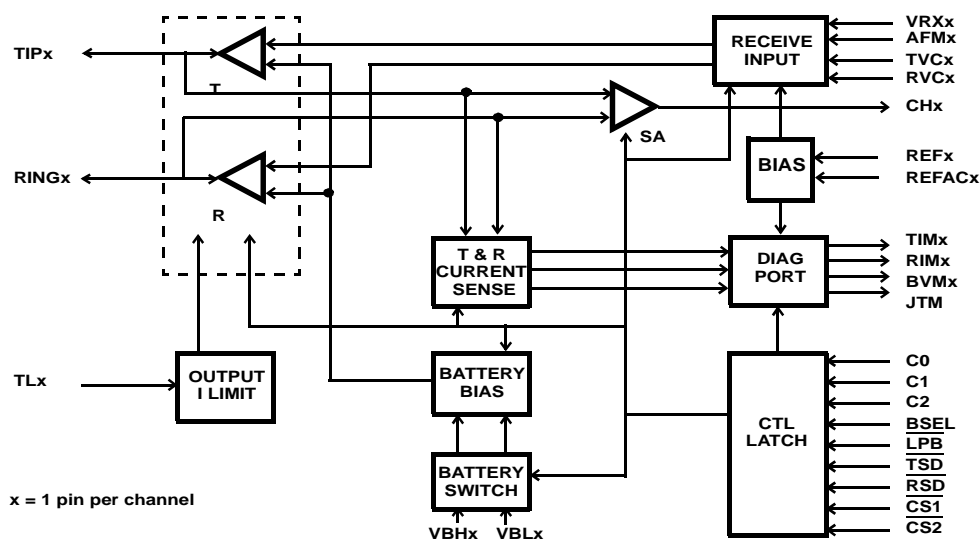 TIPx
T
RECEIVE
INPUT
VRXx
AFMx
TVCx
RVCx
SA
CHx
RINGx
R
BIAS
REFx
REFACx
T & R
CURRENT
SENSE
DIAG
PORT
TIMx
RIMx
BVMx
JTM
TLx
OUTPUT
I LIMIT
BATTERY
BIAS
BATTERY
SWITCH
VBHx
VBLx
CTL
LATCH
C0
C1
C2
BSEL
LPB
TSD
RSD
CS1
CS2
x = 1 pin per channel